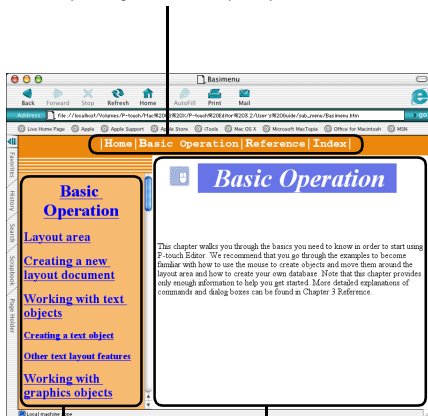 Basimenu
Back Forward Stop Refresh Home AutoFill Print Mail
Address: file://localhost/Volumes/P-touch/Mac%20OS%20X/P-touch%20Editor%203.2/User's%20Guide/sub_menu/Basimenu.htm go
Live Home Page Apple Apple Support Apple Store iTools Mac OS X Microsoft MacTopia Office for Macintosh MSN
|Home|Basic Operation|Reference|Index|
Favorites
History
Search
Scrapbook
Page Holder
Basic
Operation
Layout area
Creating a new
layout document
Working with text
objects
Creating a text object
Other text layout features
Working with
graphics objects
Basic Operation
This chapter walks you through the basics you need to know in order to start using
P-touch Editor. We recommend that you go through the examples to become
familiar with how to use the mouse to create objects and move them around the
layout area and how to create your own database. Note that this chapter provides
only enough information to help you get started. More detailed explanations of
commands and dialog boxes can be found in Chapter 3 Reference.
Local machine zone